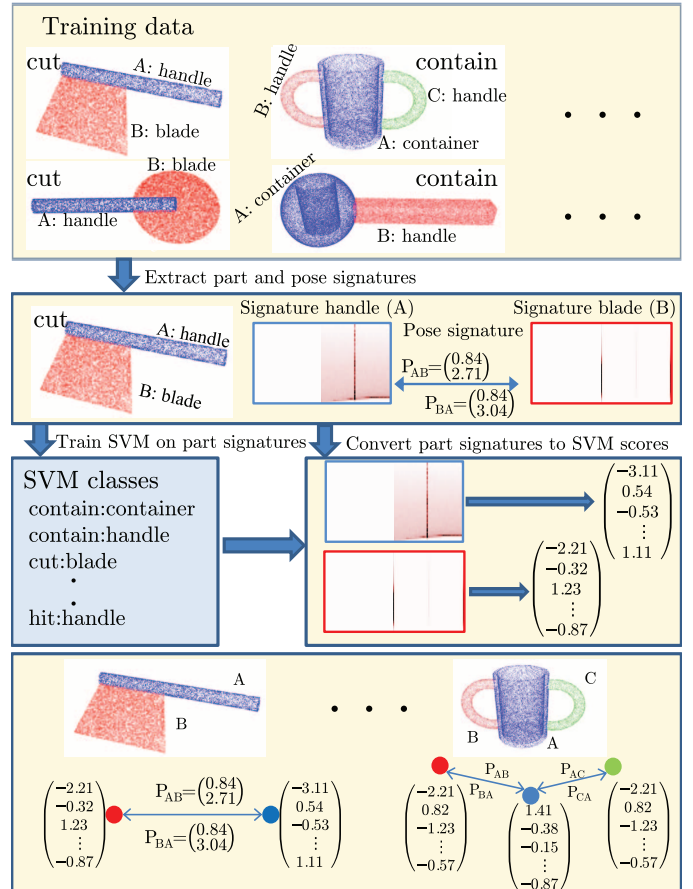 Training data
cut
A: handle
B: blade
B: handle
contain
C: handle
A: container
• • •
cut
B: blade
A: handle
A: container
contain
B: handle
• • •
Extract part and pose signatures
cut
A: handle
B: blade
Signature handle (A)
Signature blade (B)
Pose signature
P_AB=(0.84 2.71)
P_BA=(0.84 3.04)
Train SVM on part signatures
Convert part signatures to SVM scores
SVM classes
contain:container
contain:handle
cut:blade
•
•
hit:handle
−3.11
0.54
−0.53
⋮
1.11
−2.21
−0.32
1.23
⋮
−0.87
A
B
• • •
C
B
A
−2.21
−0.32
1.23
⋮
−0.87
P_AB=(0.84 2.71)
P_BA=(0.84 3.04)
−3.11
0.54
−0.53
⋮
1.11
P_AB
P_BA
P_AC
P_CA
−2.21
0.82
−1.23
⋮
−0.57
1.41
−0.38
−0.15
⋮
−0.87
−2.21
0.82
−1.23
⋮
−0.57